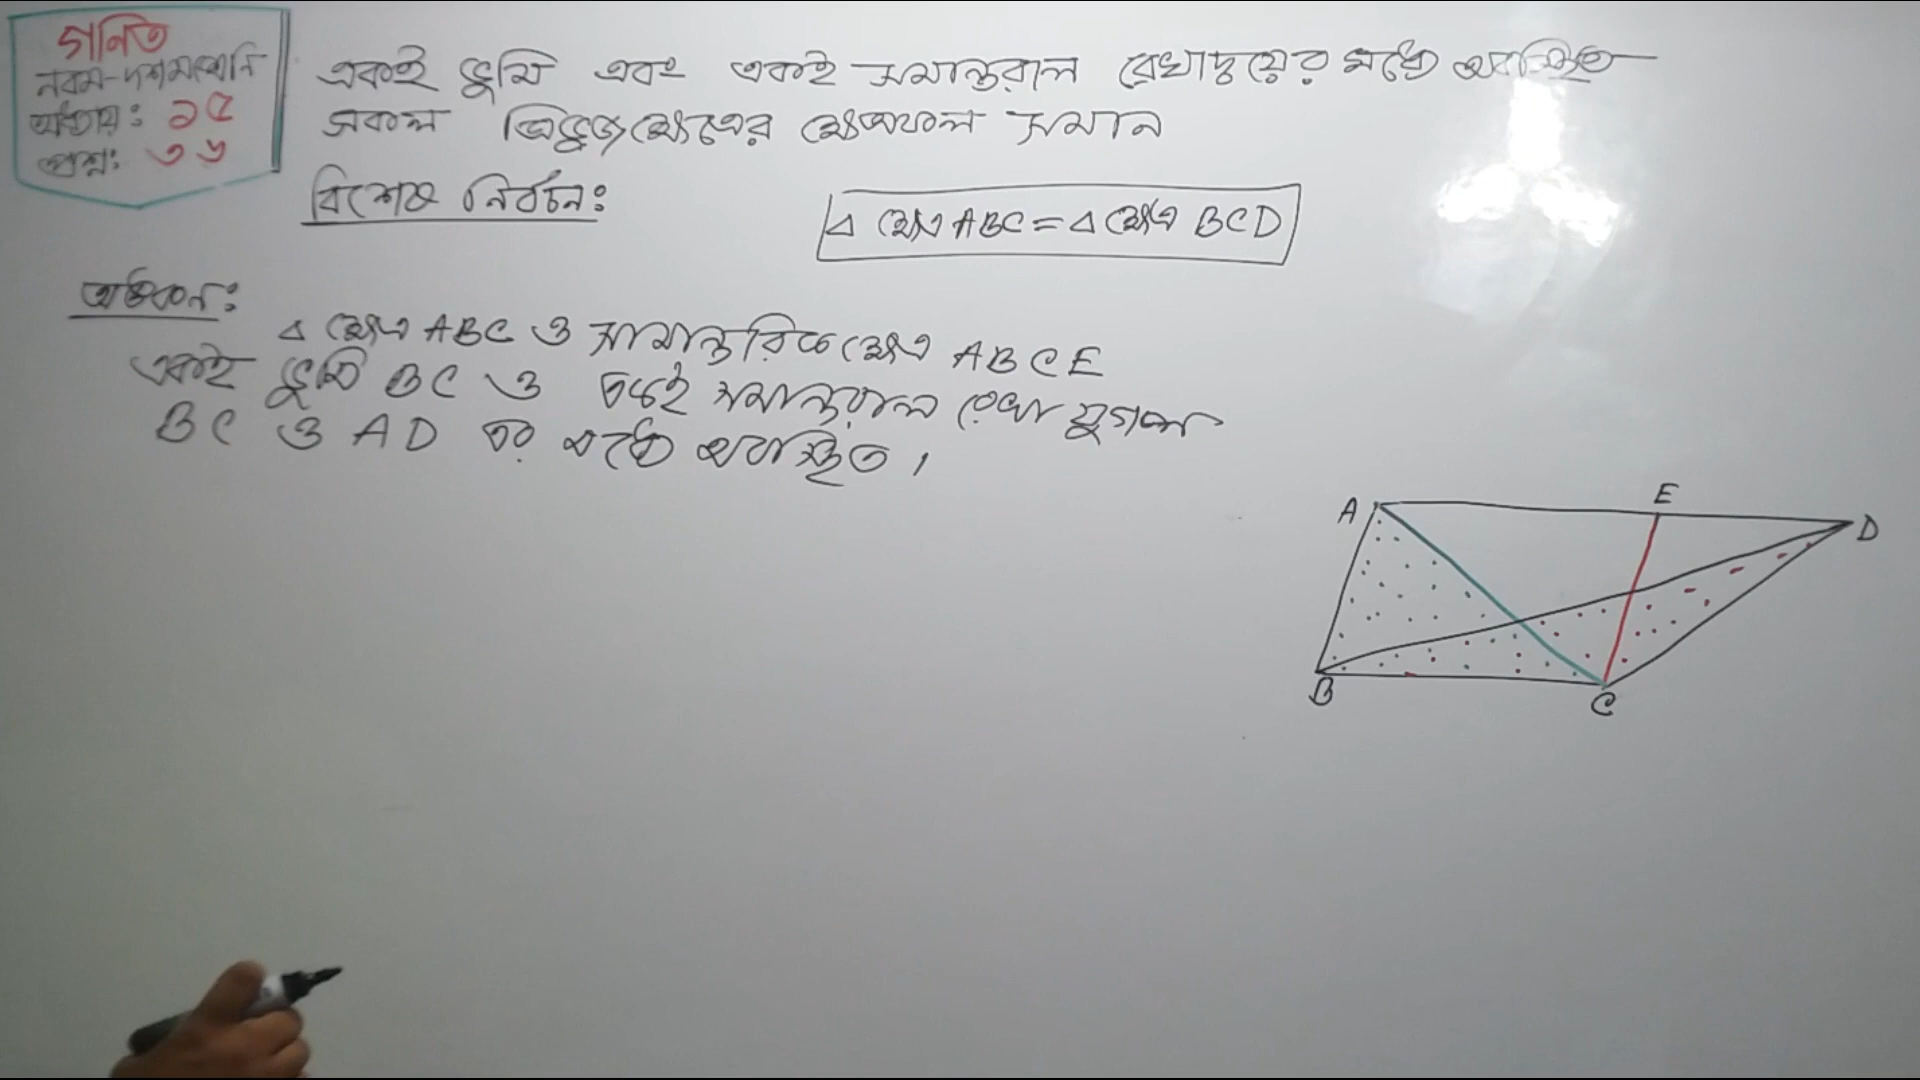 গনিত
নবম-দশম শ্রেনি
অধ্যায়: ১৫
প্রশ্ন: ৩৬
একই ভুমি এবং একই সমান্তরাল রেখাদ্বয়ের মধ্যে অবস্থিত
সকল ত্রিভুজক্ষেত্রের ক্ষেত্রফল সমান
বিশেষ নির্বচন:
Δ ক্ষেত্র ABC = Δ ক্ষেত্র BCD
অঙ্কন:
Δ ক্ষেত্র ABC ও সামান্তরিকক্ষেত্র ABCE
একই ভুমি BC ও একই সমান্তরাল রেখা যুগল
BC ও AD এর মধ্যে অবস্থিত।
A
E
D
B
C